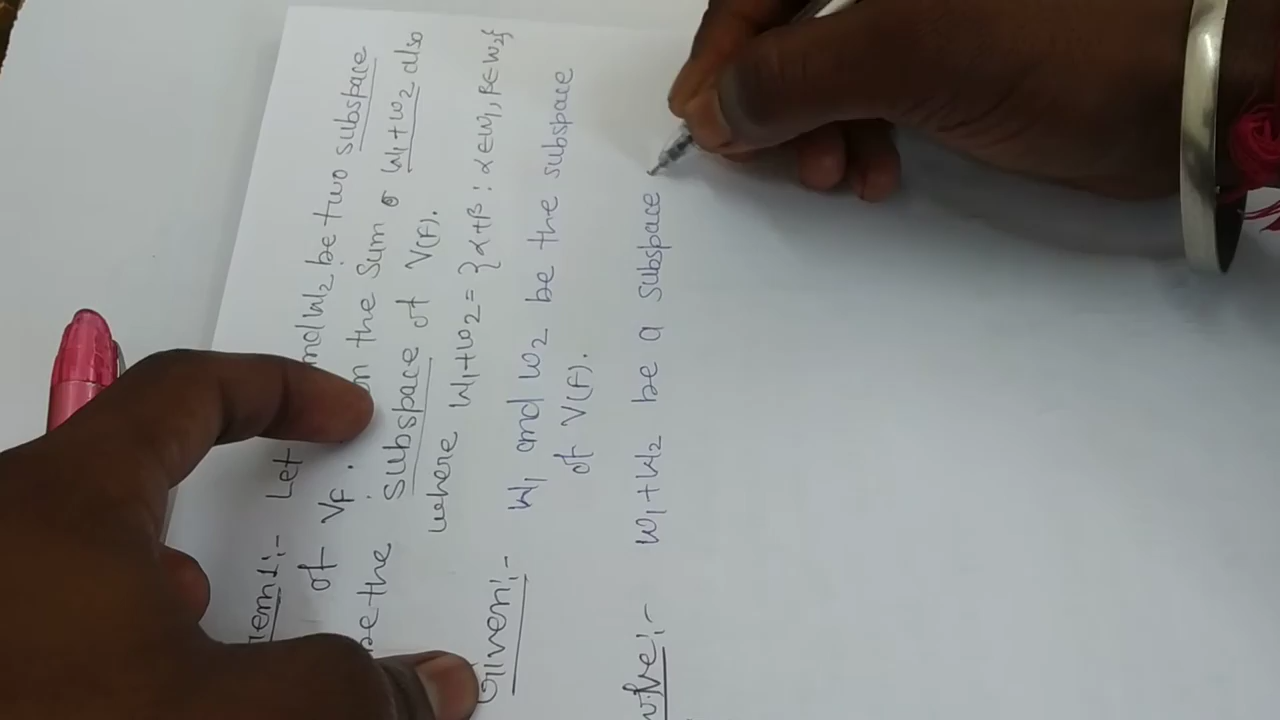 Let W2 be two subspace
of VF.
be the the Sum W1+W2 also
subspace of V(F).
where W1+W2 = { α+β : α∈W1, β∈W2{
Given:- W1 and W2 be the subspace
of V(F).
W1+W2 be a subspace